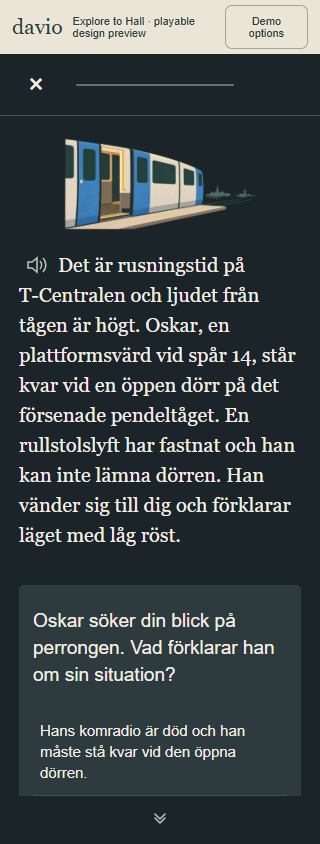 davio
Explore to Hall · playable
design preview
Demo
options
Det är rusningstid på
T-Centralen och ljudet från
tågen är högt. Oskar, en
plattformsvärd vid spår 14, står
kvar vid en öppen dörr på det
försenade pendeltåget. En
rullstolslyft har fastnat och han
kan inte lämna dörren. Han
vänder sig till dig och förklarar
läget med låg röst.
Oskar söker din blick på
perrongen. Vad förklarar han
om sin situation?
Hans komradio är död och han
måste stå kvar vid den öppna
dörren.